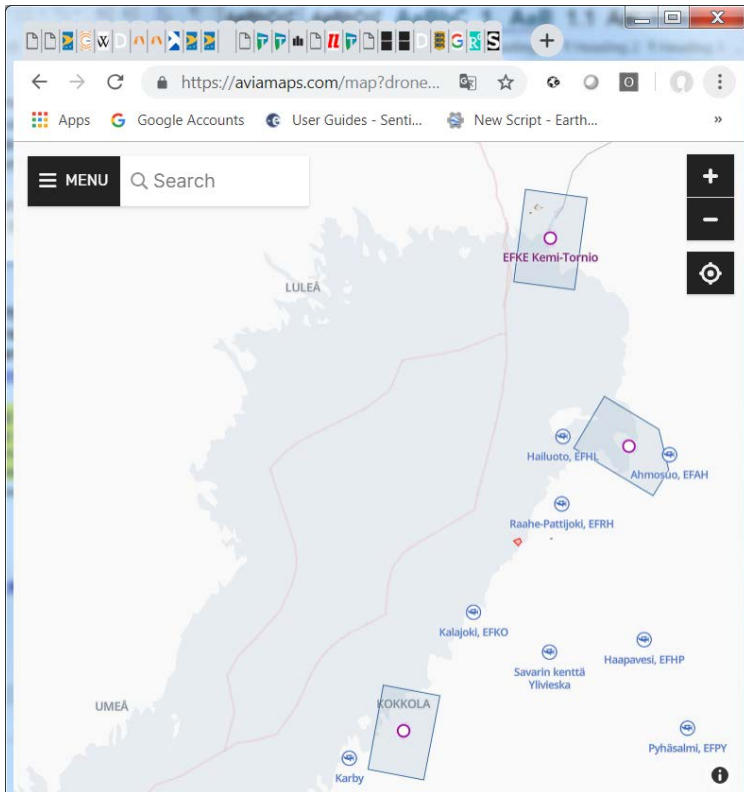 https://aviamaps.com/map?drone...
Apps
Google Accounts
User Guides - Senti...
New Script - Earth...
»
MENU
Search
EFKE Kemi-Tornio
LULEÅ
Hailuoto, EFHL
Ahmosuo, EFAH
Raahe-Pattijoki, EFRH
Kalajoki, EFKO
Savarin kenttä
Ylivieska
Haapavesi, EFHP
UMEÅ
KOKKOLA
Pyhäsalmi, EFPY
Karby